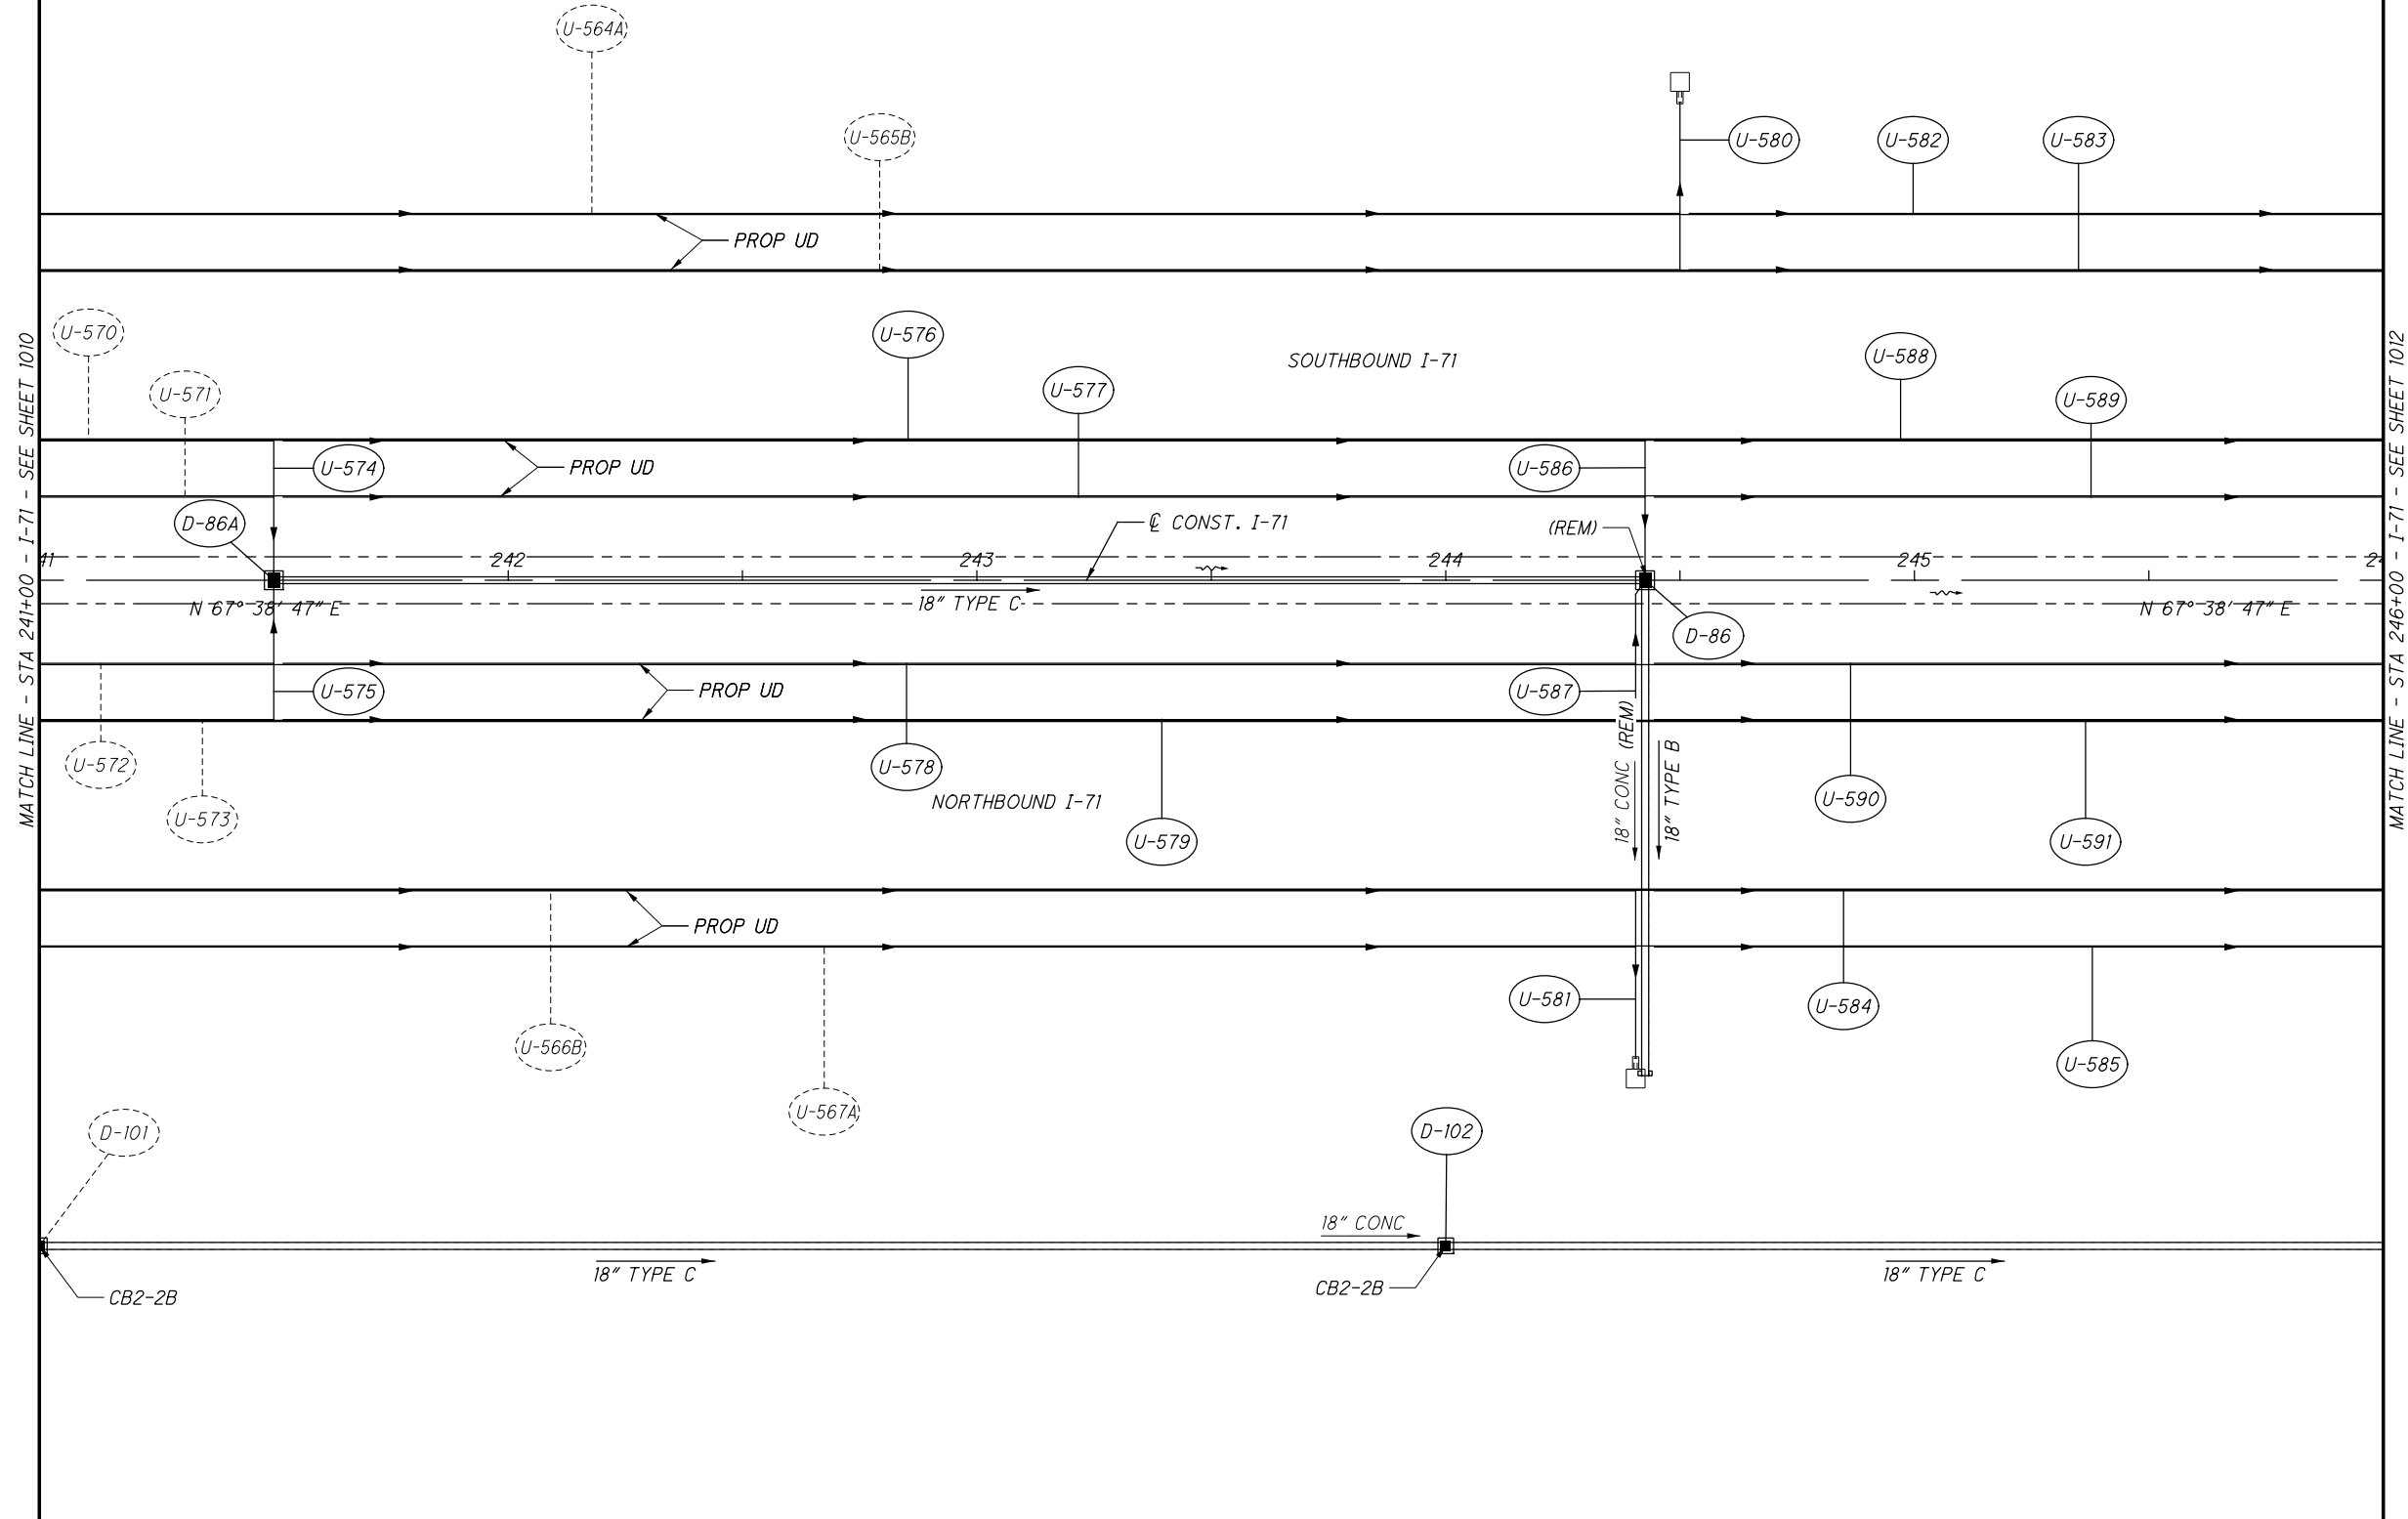 U-564A
U-565B
U-580
U-582
U-583
PROP UD
U-570
U-571
U-576
U-577
SOUTHBOUND I-71
U-588
U-589
U-574
PROP UD
U-586
D-86A
℄ CONST. I-71
(REM)
41
242
243
244
245
24
N 67° 38' 47" E
18" TYPE C
N 67° 38' 47" E
D-86
U-575
PROP UD
U-587
U-572
U-573
U-578
NORTHBOUND I-71
U-579
18" CONC (REM)
18" TYPE B
U-590
U-591
PROP UD
U-581
U-584
U-566B
U-585
U-567A
D-101
D-102
18" CONC
18" TYPE C
18" TYPE C
CB2-2B
CB2-2B
MATCH LINE - STA 241+00 - I-71 - SEE SHEET 1010
MATCH LINE - STA 246+00 - I-71 - SEE SHEET 1012